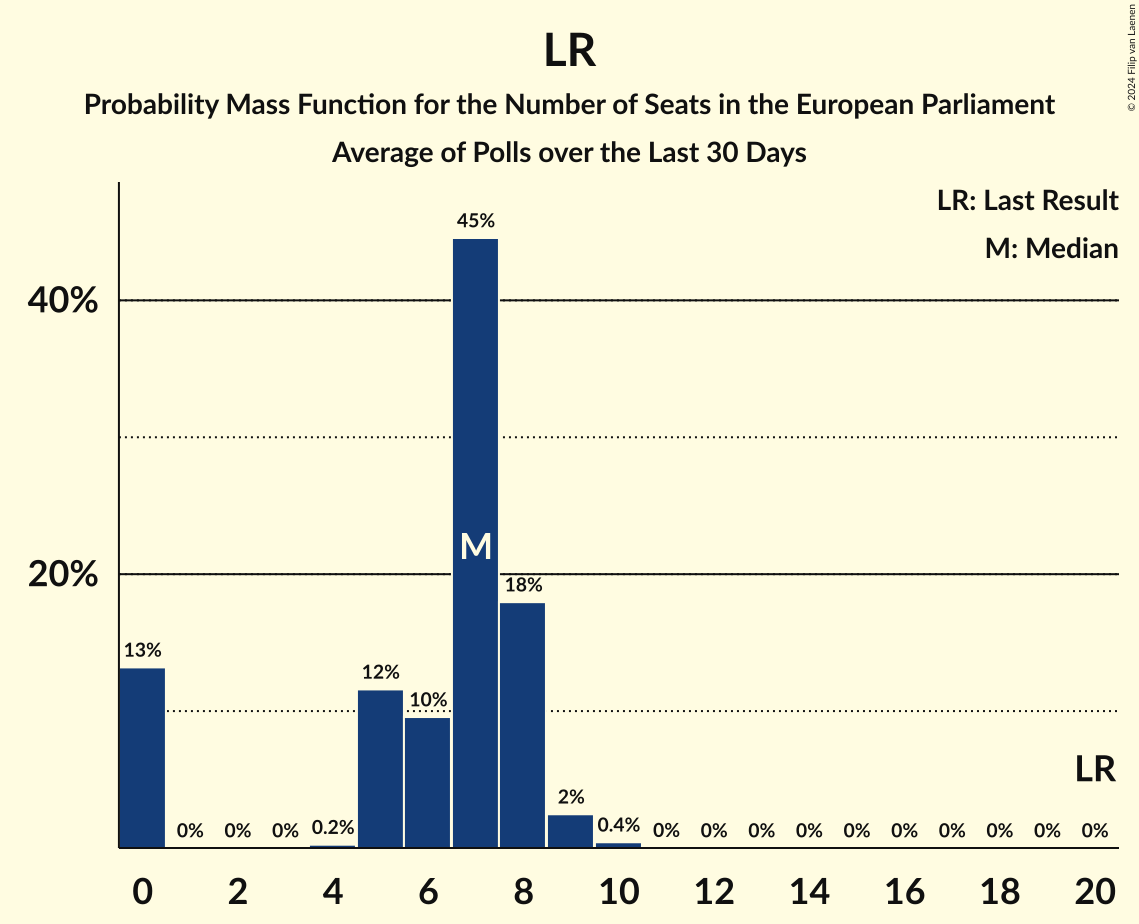 LR
Probability Mass Function for the Number of Seats in the European Parliament
Average of Polls over the Last 30 Days
© 2024 Filip van Laenen
LR: Last Result
M: Median
45%
40%
M
20%
18%
13%
12%
10%
LR
2%
0% 0% 0% 0.2% 0.4% 0% 0% 0% 0% 0% 0% 0% 0% 0% 0%
0 2 4 6 8 10 12 14 16 18 20